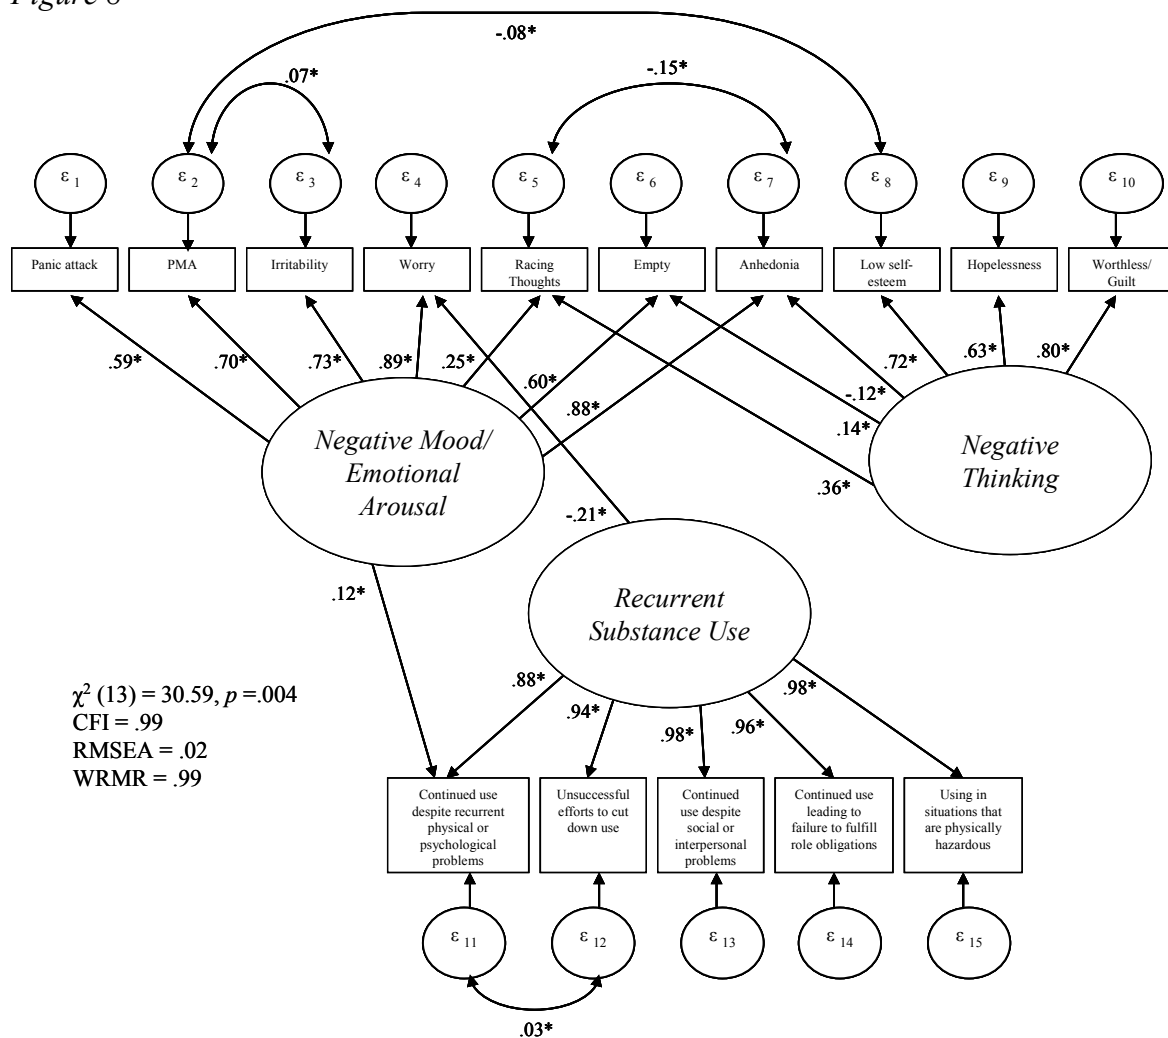 Figure 8
-.08*
.07*
-.15*
ε 1
ε 2
ε 3
ε 4
ε 5
ε 6
ε 7
ε 8
ε 9
ε 10
Panic attack
PMA
Irritability
Worry
Racing
Thoughts
Empty
Anhedonia
Low self-
esteem
Hopelessness
Worthless/
Guilt
.59*
.70*
.73*
.89*
.25*
.60*
.88*
.72*
.63*
.80*
-.12*
.14*
.36*
Negative Mood/
Emotional
Arousal
Negative
Thinking
-.21*
.12*
Recurrent
Substance Use
χ² (13) = 30.59, p =.004
CFI = .99
RMSEA = .02
WRMR = .99
.88*
.94*
.98*
.96*
.98*
Continued use
despite recurrent
physical or
psychological
problems
Unsuccessful
efforts to cut
down use
Continued
use despite
social or
interpersonal
problems
Continued use
leading to
failure to fulfill
role obligations
Using in
situations that
are physically
hazardous
ε 11
ε 12
ε 13
ε 14
ε 15
.03*